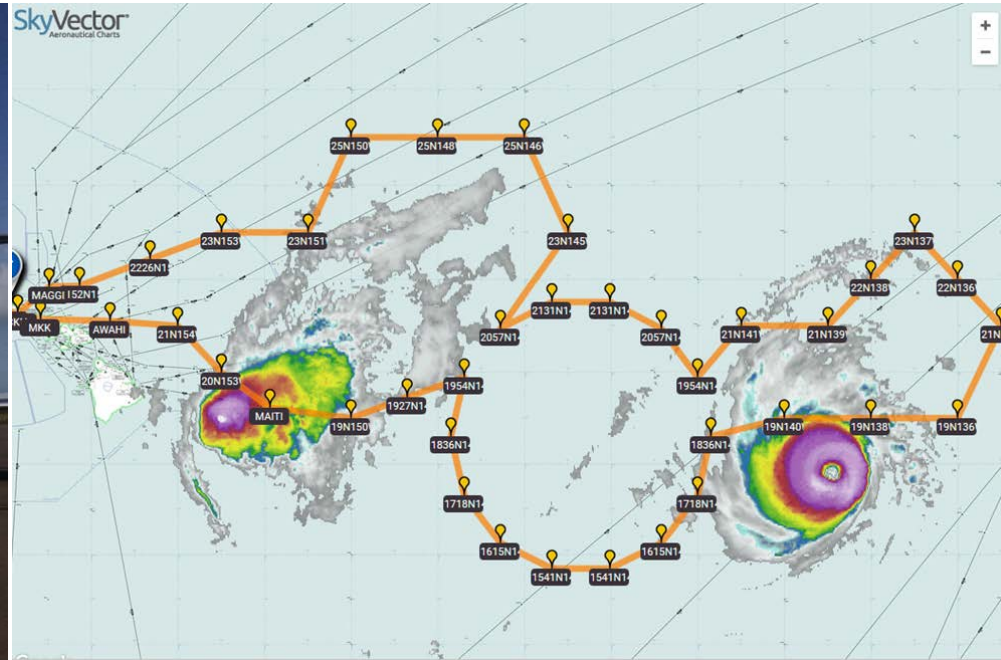 SkyVector
Aeronautical Charts
+
−
25N150
25N148
25N146
23N153
23N151
23N145
23N137
2226N1
22N138
22N136
MAGGI
152N1
MKK
AWAHI
21N154
2131N1
2131N1
2057N1
2057N1
21N141
21N139
21N
20N153
1954N1
1954N1
MAITI
1927N1
19N150
19N140
19N138
19N136
1836N1
1836N1
1718N1
1718N1
1615N1
1615N1
1541N1
1541N1